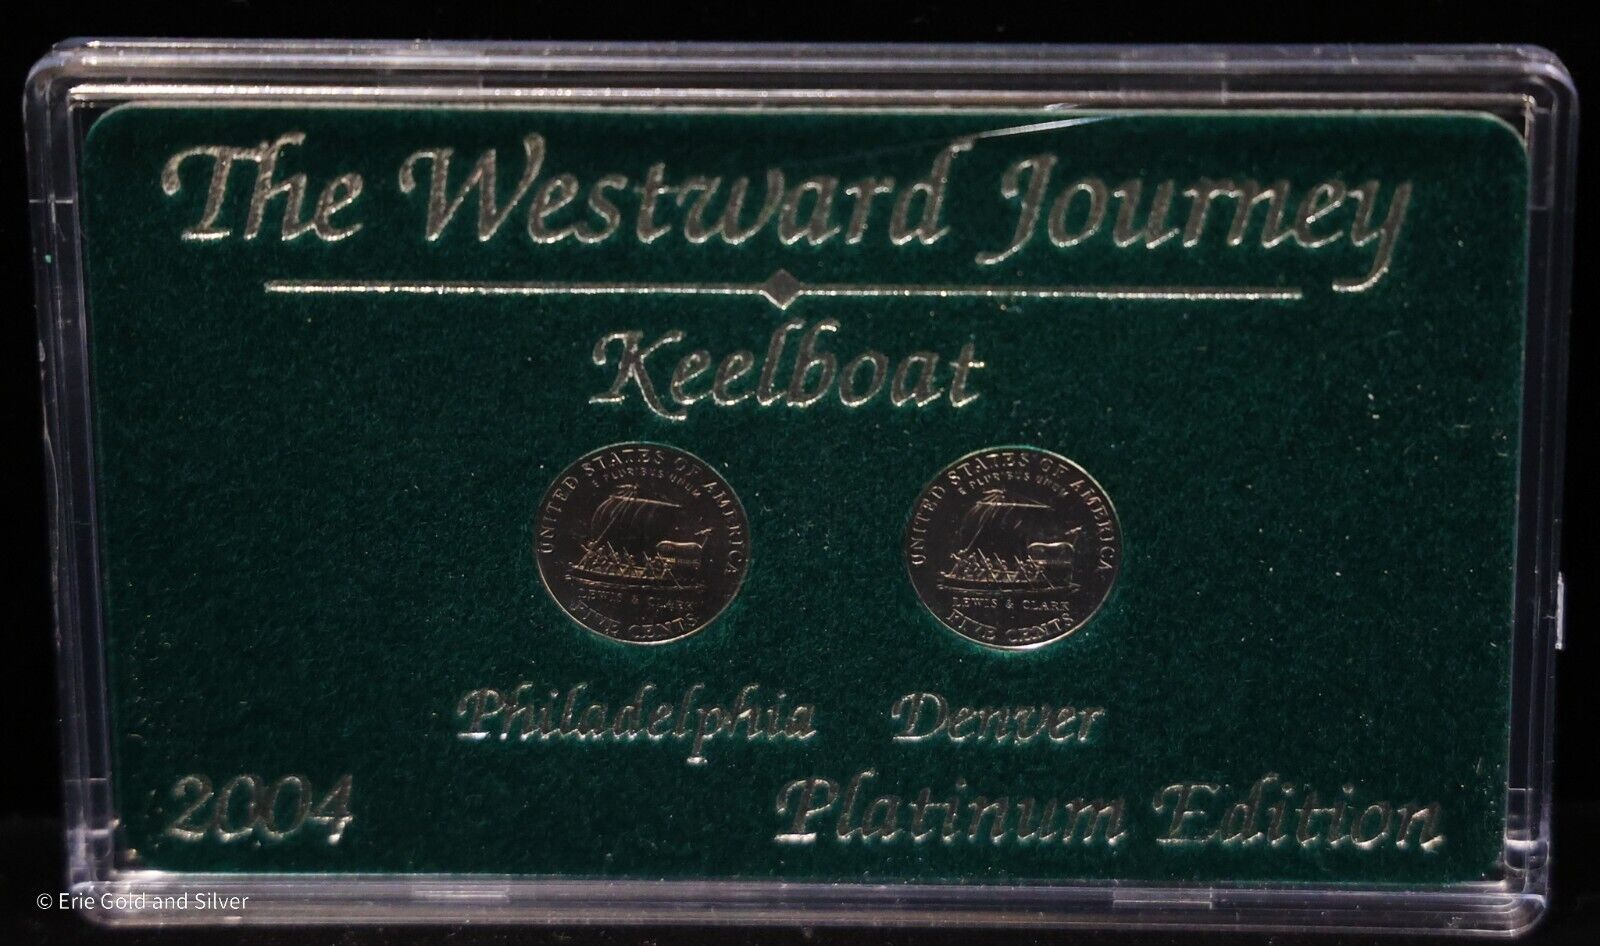 The Westward Journey
Keelboat
UNITED STATES OF AMERICA
E PLURIBUS UNUM
LEWIS & CLARK
FIVE CENTS
UNITED STATES OF AMERICA
E PLURIBUS UNUM
LEWIS & CLARK
FIVE CENTS
Philadelphia
Denver
2004
Platinum Edition
© Erie Gold and Silver